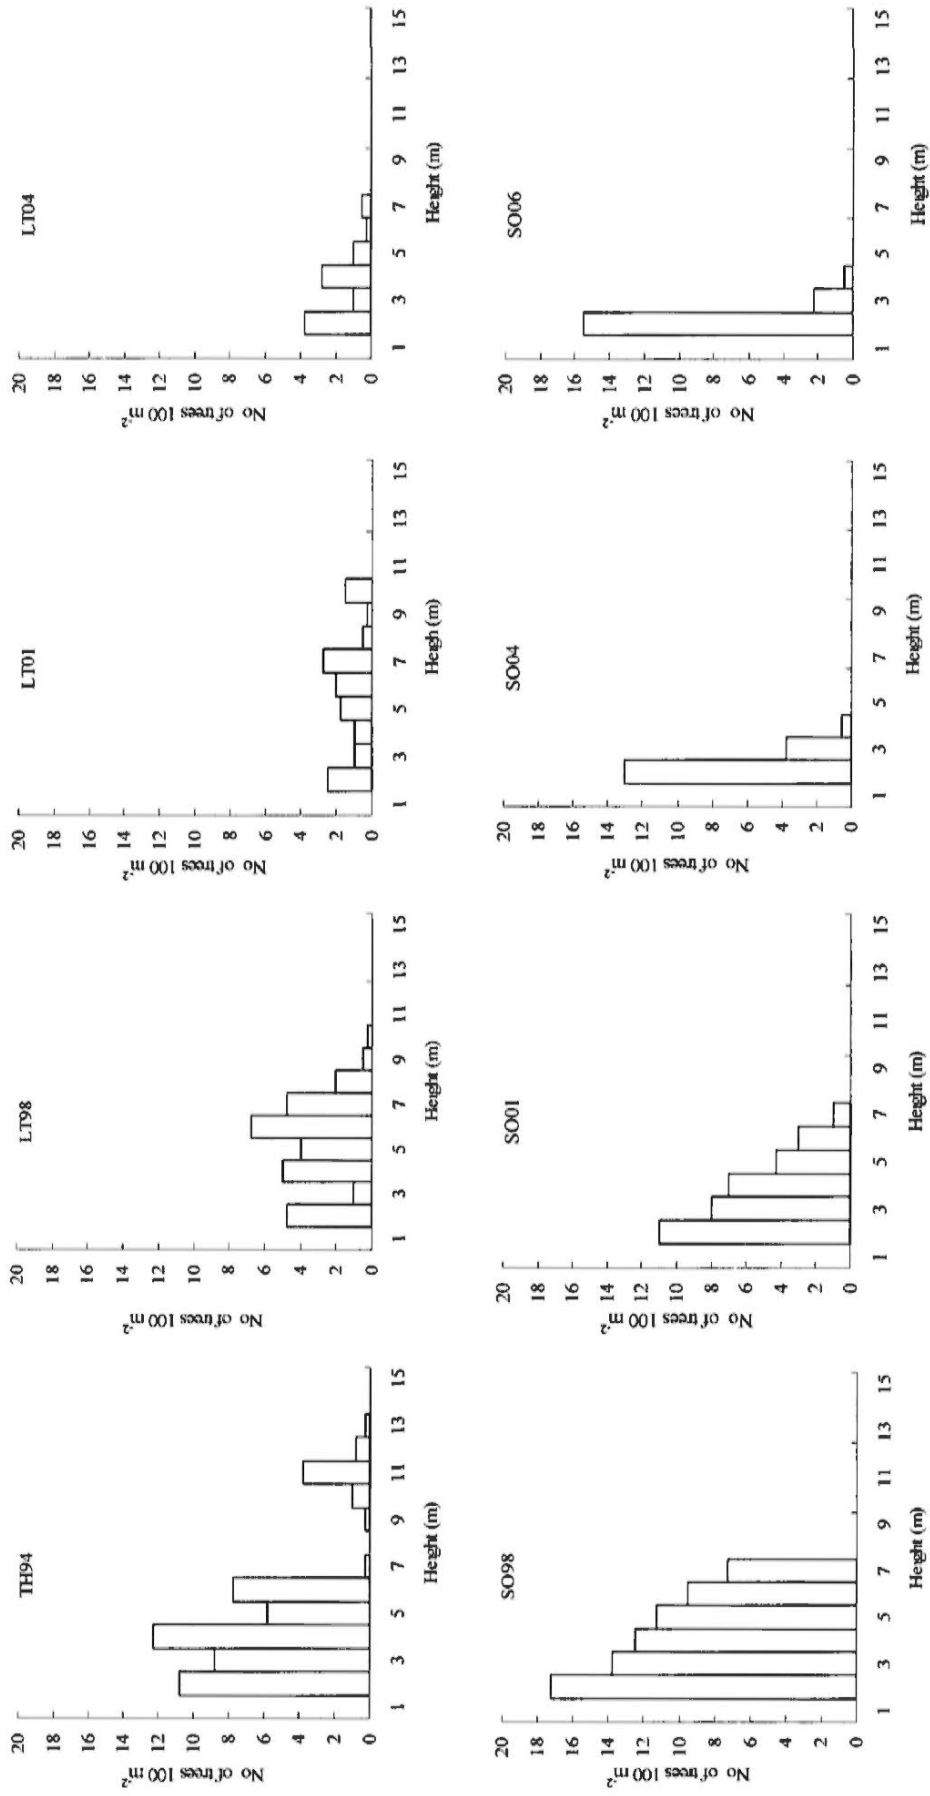 TH94
20
18
16
14
12
10
8
6
4
2
0
No of trees 100 m⁻²
1 3 5 7 9 11 13 15
Height (m)
LT98
20
18
16
14
12
10
8
6
4
2
0
No of trees 100 m⁻²
1 3 5 7 9 11 13 15
Height (m)
LT01
20
18
16
14
12
10
8
6
4
2
0
No of trees 100 m⁻²
1 3 5 7 9 11 13 15
Heigh (m)
LT04
20
18
16
14
12
10
8
6
4
2
0
No of trees 100 m⁻²
1 3 5 7 9 11 13 15
Height (m)
SO98
20
18
16
14
12
10
8
6
4
2
0
No of trees 100 m⁻²
1 3 5 7 9 11 13 15
Height (m)
SO01
20
18
16
14
12
10
8
6
4
2
0
No of trees 100 m⁻²
1 3 5 7 9 11 13 15
Height (m)
SO04
20
18
16
14
12
10
8
6
4
2
0
No of trees 100 m⁻²
1 3 5 7 9 11 13 15
Height (m)
SO06
20
18
16
14
12
10
8
6
4
2
0
No of trees 100 m⁻²
1 3 5 7 9 11 13 15
Height (m)